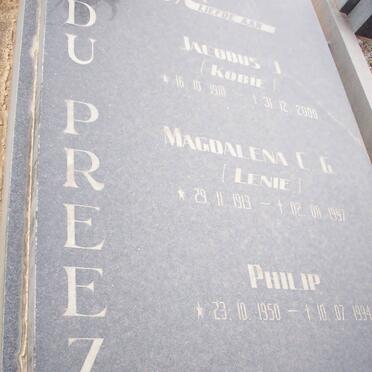 DU PREEZ
LIEFDE AAN
JACOBUS J
(KOBIE)
★ 16. 10. 1910 – † 31. 12. 2000
MAGDALENA C. G.
(LENIE)
★ 29. 11. 1913 – † 02. 08. 1997
PHILIP
★ 23. 10. 1950 – † 10. 07. 1994